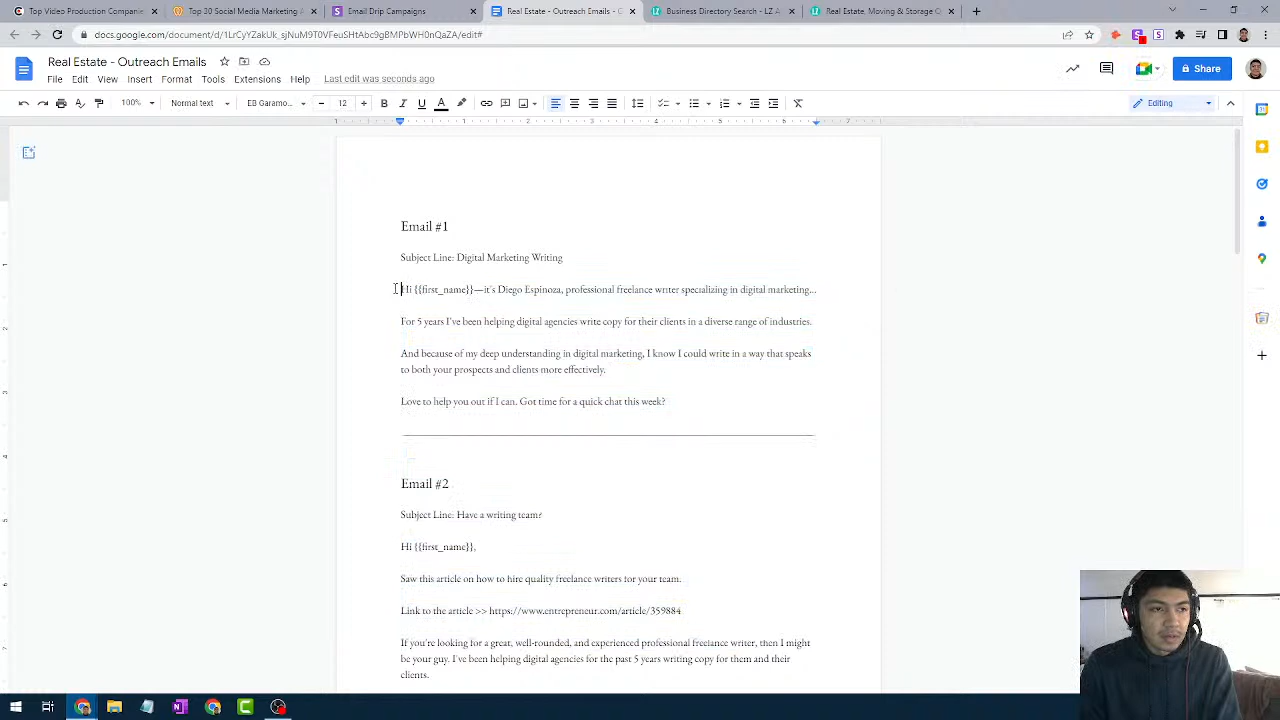 Top Video Production Companie
Top 30 Social Media Marketing A
Email Drip Campaigns
Real Estate - Outreach Emails - G
Business Directory Search - LZ A
Real Estate, Moving & Storage C
docs.google.com/document/d/1LrCyYZakUk_sjNuM9T0VFeuSHtAbc9gBMPbWH0nQaZA/edit#
Real Estate - Outreach Emails
File Edit View Insert Format Tools Extensions Help Last edit was seconds ago
Share
100% Normal text EB Garamo... 12 Editing
Email #1
Subject Line: Digital Marketing Writing
Hi {{first_name}}—it's Diego Espinoza, professional freelance writer specializing in digital marketing...
For 5 years I've been helping digital agencies write copy for their clients in a diverse range of industries.
And because of my deep understanding in digital marketing, I know I could write in a way that speaks
to both your prospects and clients more effectively.
Love to help you out if I can. Got time for a quick chat this week?
Email #2
Subject Line: Have a writing team?
Hi {{first_name}},
Saw this article on how to hire quality freelance writers for your team.
Link to the article >> https://www.entrepreneur.com/article/359884
If you're looking for a great, well-rounded, and experienced professional freelance writer, then I might
be your guy. I've been helping digital agencies for the past 5 years writing copy for them and their
clients.